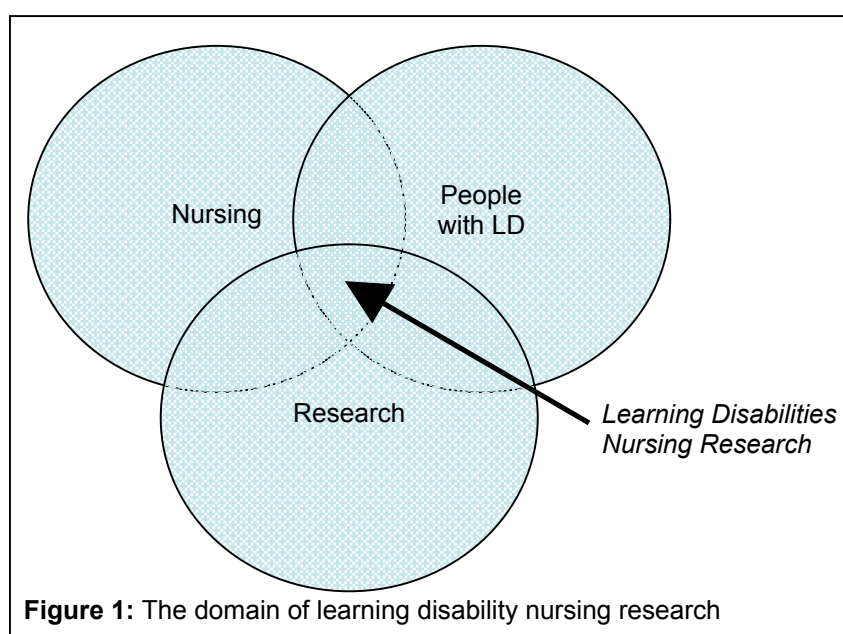 Nursing
People
with LD
Research
Learning Disabilities
Nursing Research
Figure 1: The domain of learning disability nursing research